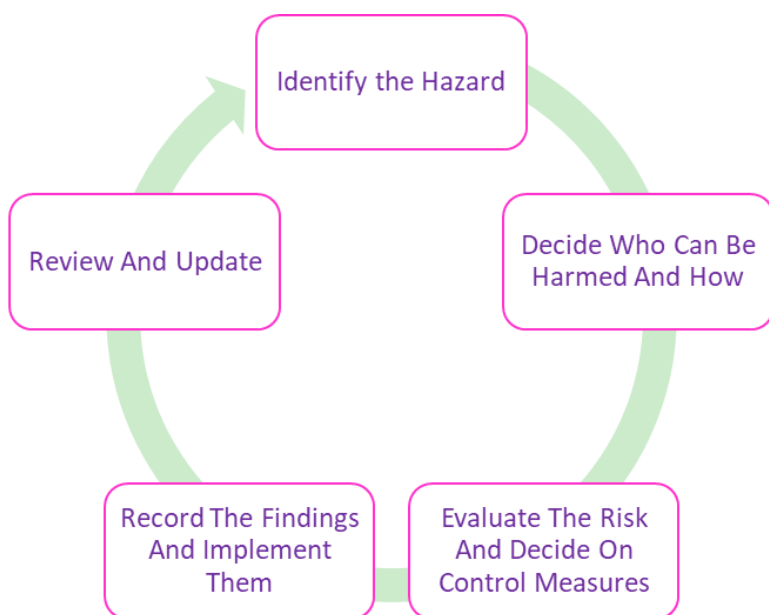 Identify the Hazard
Decide Who Can Be
Harmed And How
Evaluate The Risk
And Decide On
Control Measures
Record The Findings
And Implement
Them
Review And Update